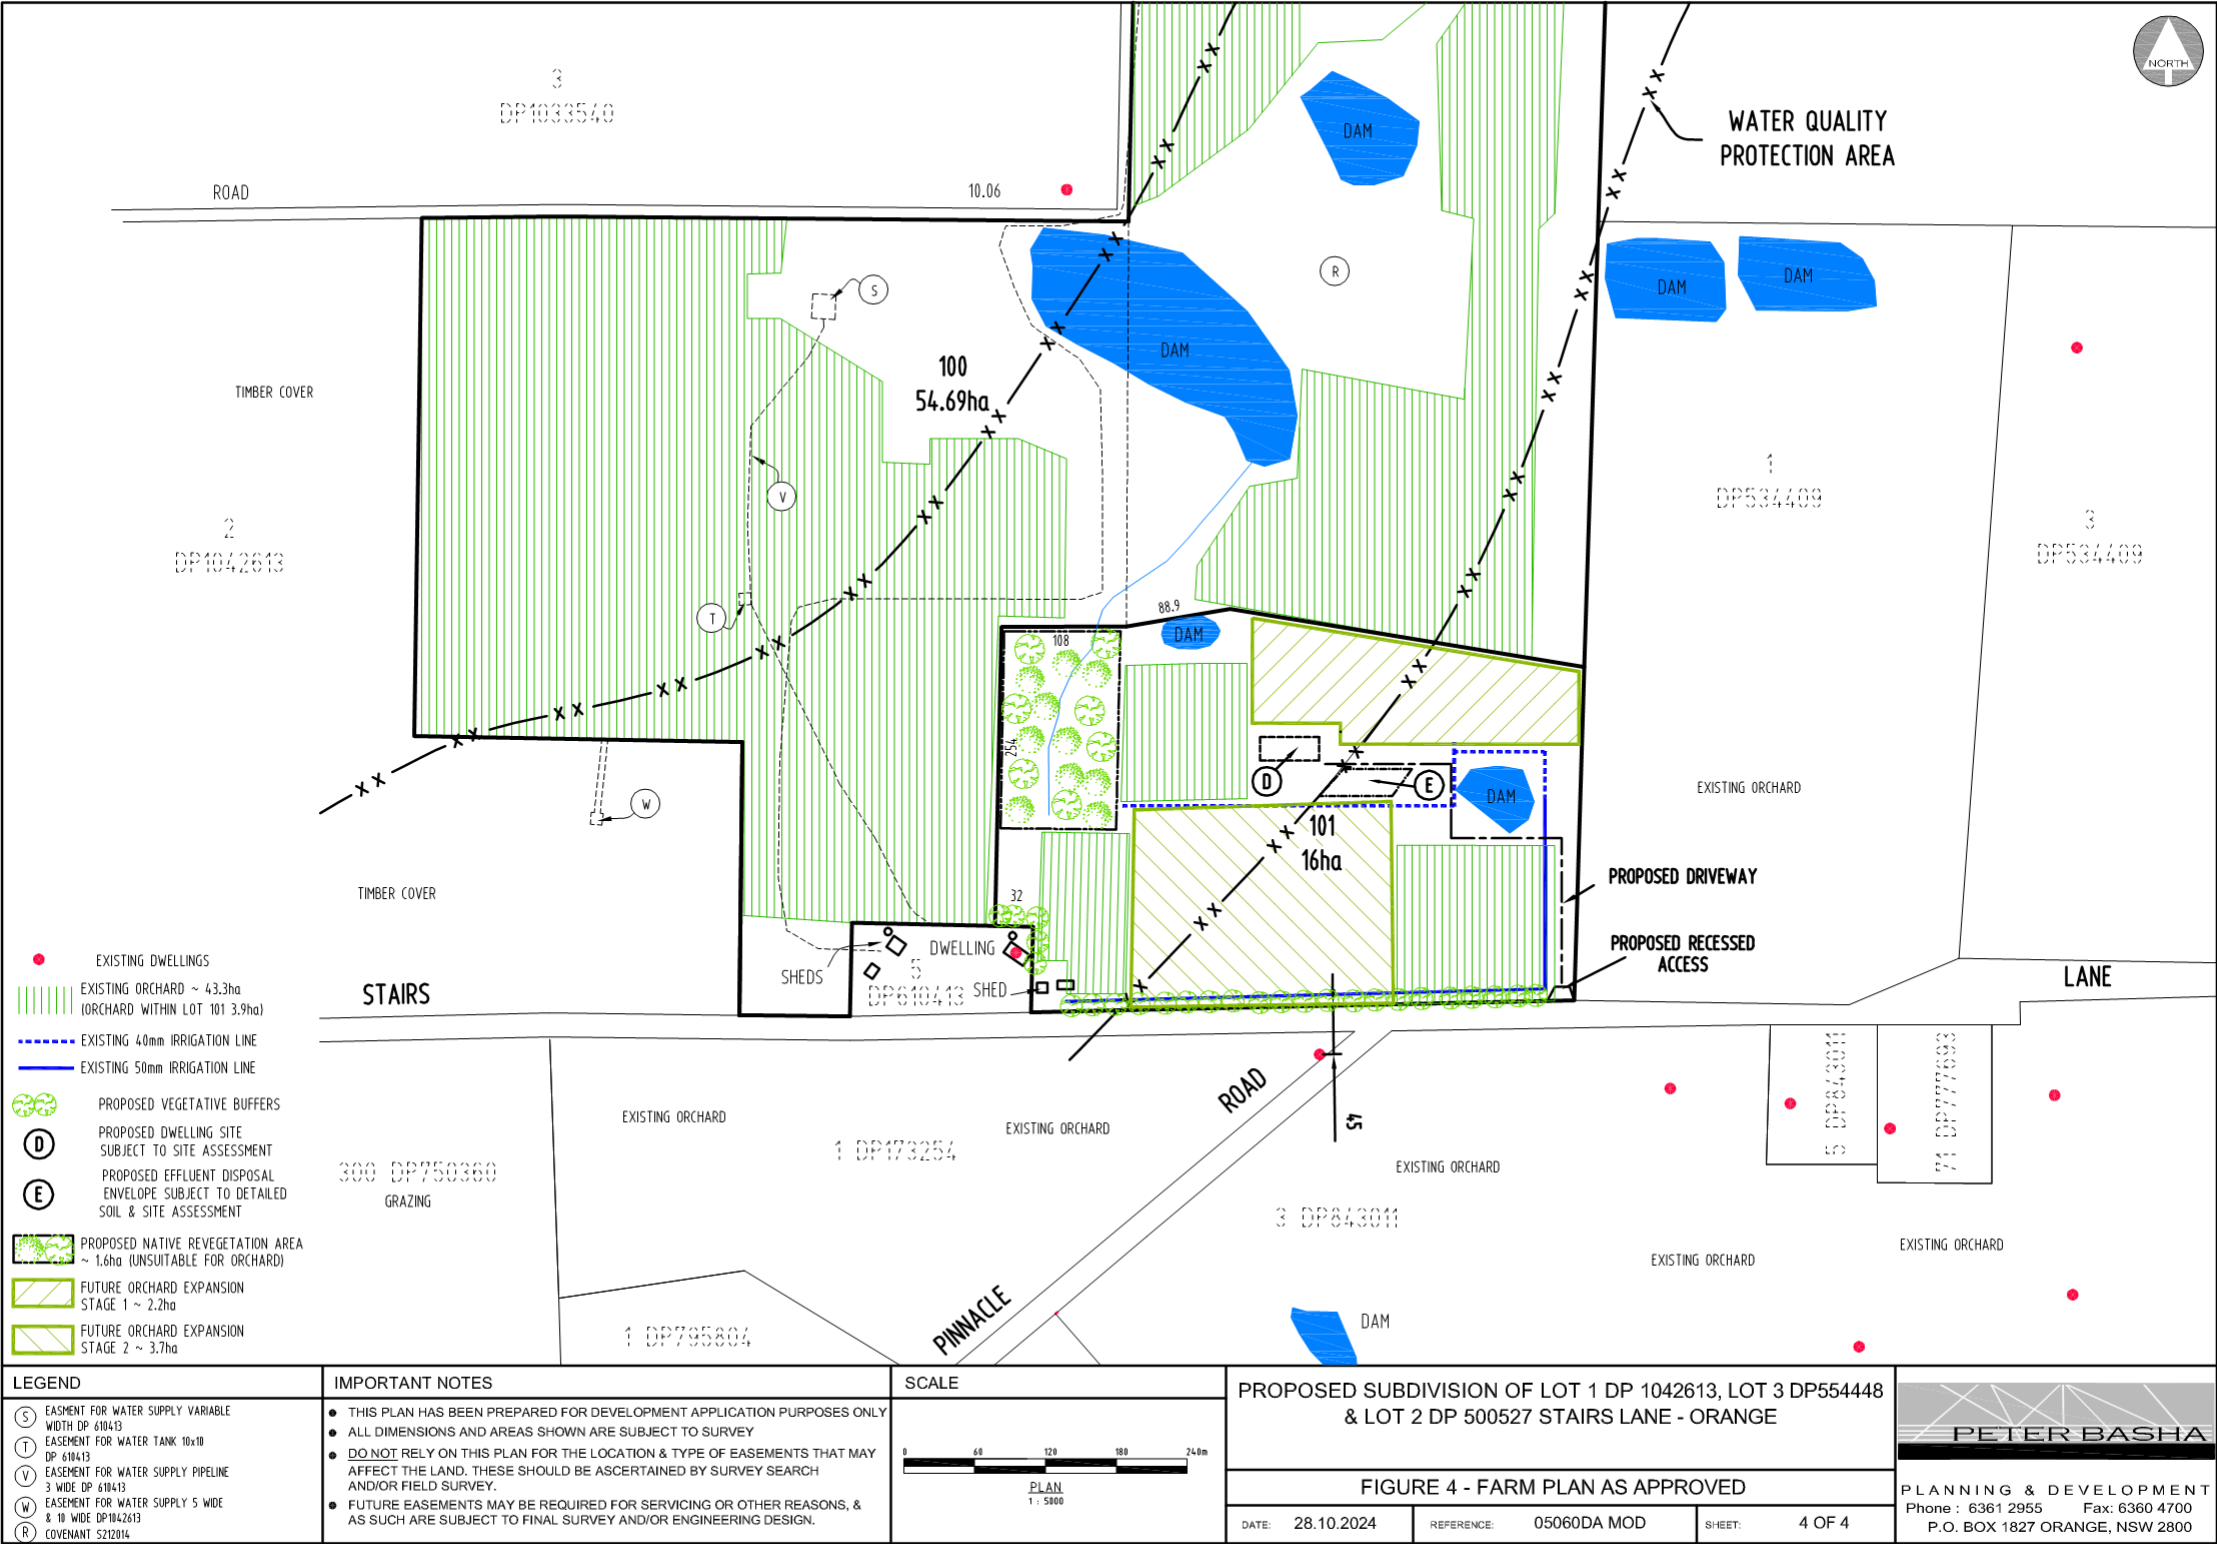 NORTH
WATER QUALITY
PROTECTION AREA
3
DP1033540
ROAD
10.06
DAM
R
S
DAM
DAM
DAM
100
54.69ha
TIMBER COVER
2
DP1042613
V
T
1
DP534409
3
DP534409
88.9
108
DAM
254
D
E
DAM
W
EXISTING ORCHARD
101
16ha
TIMBER COVER
32
PROPOSED DRIVEWAY
DWELLING
SHEDS
5
DP610413
SHED
PROPOSED RECESSED
ACCESS
STAIRS
LANE
ROAD
45
EXISTING ORCHARD
EXISTING ORCHARD
1 DP173254
300 DP750360
GRAZING
EXISTING ORCHARD
3 DP843011
5 DP843011
71 DP777893
EXISTING ORCHARD
EXISTING ORCHARD
PINNACLE
DAM
1 DP795804
EXISTING DWELLINGS
EXISTING ORCHARD ~ 43.3ha
(ORCHARD WITHIN LOT 101 3.9ha)
EXISTING 40mm IRRIGATION LINE
EXISTING 50mm IRRIGATION LINE
PROPOSED VEGETATIVE BUFFERS
D
PROPOSED DWELLING SITE
SUBJECT TO SITE ASSESSMENT
E
PROPOSED EFFLUENT DISPOSAL
ENVELOPE SUBJECT TO DETAILED
SOIL & SITE ASSESSMENT
PROPOSED NATIVE REVEGETATION AREA
~ 1.6ha (UNSUITABLE FOR ORCHARD)
FUTURE ORCHARD EXPANSION
STAGE 1 ~ 2.2ha
FUTURE ORCHARD EXPANSION
STAGE 2 ~ 3.7ha
LEGEND
S EASMENT FOR WATER SUPPLY VARIABLE
WIDTH DP 610413
T EASEMENT FOR WATER TANK 10x10
DP 610413
V EASEMENT FOR WATER SUPPLY PIPELINE
3 WIDE DP 610413
W EASEMENT FOR WATER SUPPLY 5 WIDE
& 10 WIDE DP1042613
R COVENANT S212014
IMPORTANT NOTES
● THIS PLAN HAS BEEN PREPARED FOR DEVELOPMENT APPLICATION PURPOSES ONLY
● ALL DIMENSIONS AND AREAS SHOWN ARE SUBJECT TO SURVEY
● DO NOT RELY ON THIS PLAN FOR THE LOCATION & TYPE OF EASEMENTS THAT MAY
AFFECT THE LAND. THESE SHOULD BE ASCERTAINED BY SURVEY SEARCH
AND/OR FIELD SURVEY.
● FUTURE EASEMENTS MAY BE REQUIRED FOR SERVICING OR OTHER REASONS, &
AS SUCH ARE SUBJECT TO FINAL SURVEY AND/OR ENGINEERING DESIGN.
SCALE
0 60 120 180 240m
PLAN
1 : 5000
PROPOSED SUBDIVISION OF LOT 1 DP 1042613, LOT 3 DP554448
& LOT 2 DP 500527 STAIRS LANE - ORANGE
FIGURE 4 - FARM PLAN AS APPROVED
DATE: 28.10.2024
REFERENCE: 05060DA MOD
SHEET: 4 OF 4
PETER BASHA
PLANNING & DEVELOPMENT
Phone : 6361 2955 Fax: 6360 4700
P.O. BOX 1827 ORANGE, NSW 2800